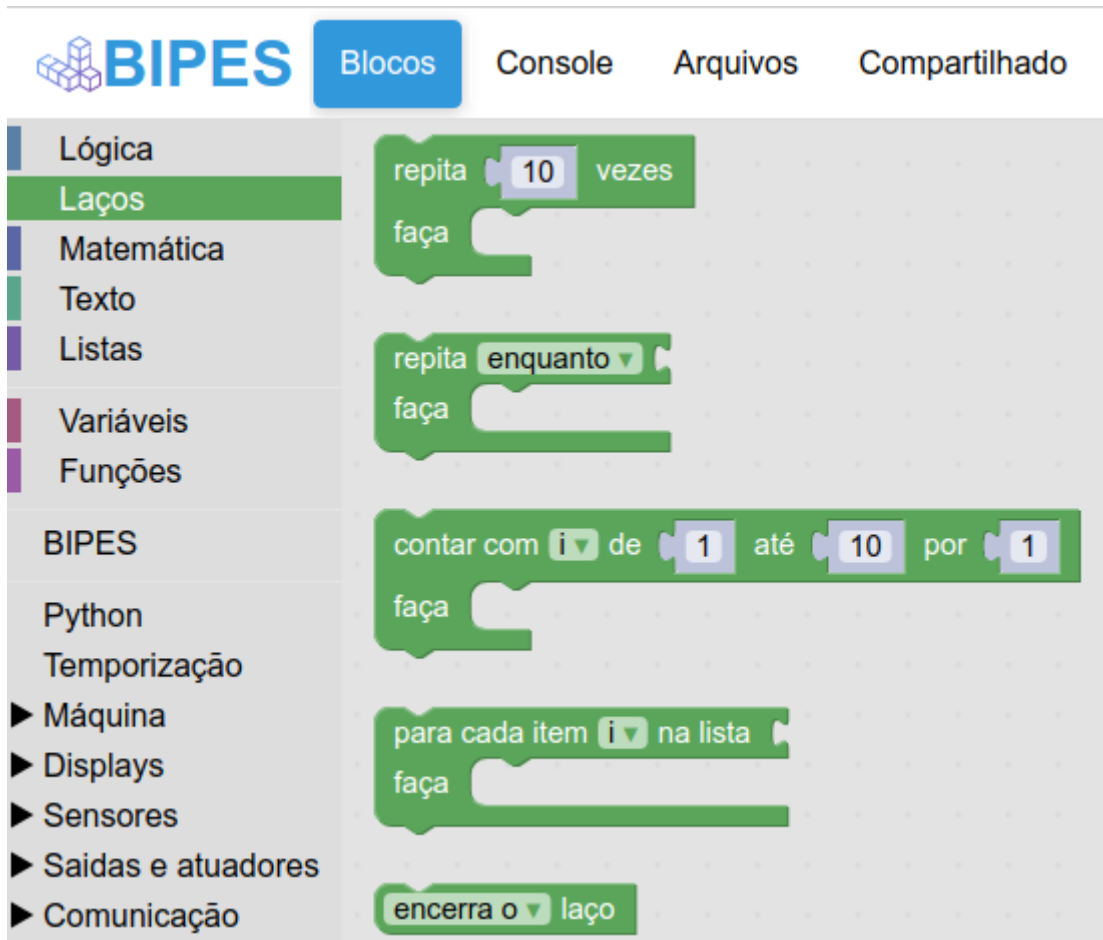 BIPES Blocos Console Arquivos Compartilhado
Lógica
Laços
Matemática
Texto
Listas
Variáveis
Funções
BIPES
Python
Temporização
Máquina
Displays
Sensores
Saidas e atuadores
Comunicação
repita 10 vezes
faça
repita enquanto
faça
contar com i de 1 até 10 por 1
faça
para cada item i na lista
faça
encerra o laço